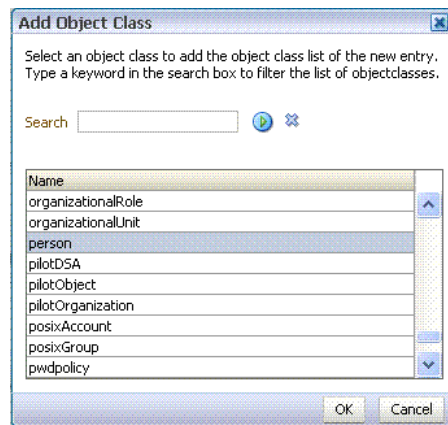 Add Object Class
Select an object class to add the object class list of the new entry.
Type a keyword in the search box to filter the list of objectclasses.
Search
Name
organizationalRole
organizationalUnit
person
pilotDSA
pilotObject
pilotOrganization
posixAccount
posixGroup
pwdpolicy
OK Cancel